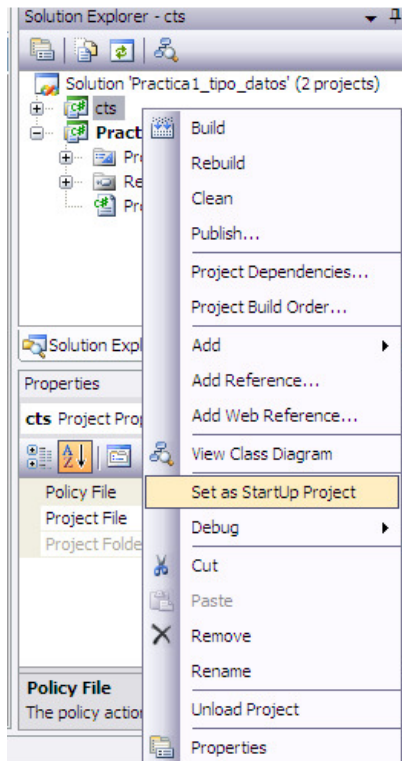 Solution Explorer - cts
Solution 'Practica1_tipo_datos' (2 projects)
cts
Pract
Pr
Re
Pr
Build
Rebuild
Clean
Publish...
Project Dependencies...
Project Build Order...
Add
Add Reference...
Add Web Reference...
View Class Diagram
Set as StartUp Project
Debug
Cut
Paste
Remove
Rename
Unload Project
Properties
Solution Expl
Properties
cts Project Prop
Policy File
Project File
Project Folde
Policy File
The policy action